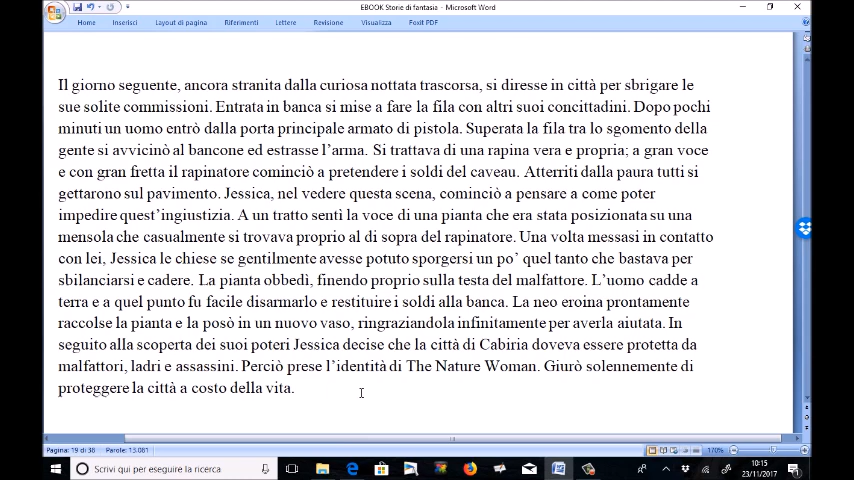 EBOOK Storie di fantasia - Microsoft Word
Home Inserisci Layout di pagina Riferimenti Lettere Revisione Visualizza Foxit PDF
Il giorno seguente, ancora stranita dalla curiosa nottata trascorsa, si diresse in città per sbrigare le
sue solite commissioni. Entrata in banca si mise a fare la fila con altri suoi concittadini. Dopo pochi
minuti un uomo entrò dalla porta principale armato di pistola. Superata la fila tra lo sgomento della
gente si avvicinò al bancone ed estrasse l’arma. Si trattava di una rapina vera e propria; a gran voce
e con gran fretta il rapinatore cominciò a pretendere i soldi del caveau. Atterriti dalla paura tutti si
gettarono sul pavimento. Jessica, nel vedere questa scena, cominciò a pensare a come poter
impedire quest’ingiustizia. A un tratto sentì la voce di una pianta che era stata posizionata su una
mensola che casualmente si trovava proprio al di sopra del rapinatore. Una volta messasi in contatto
con lei, Jessica le chiese se gentilmente avesse potuto sporgersi un po’ quel tanto che bastava per
sbilanciarsi e cadere. La pianta obbedì, finendo proprio sulla testa del malfattore. L’uomo cadde a
terra e a quel punto fu facile disarmarlo e restituire i soldi alla banca. La neo eroina prontamente
raccolse la pianta e la posò in un nuovo vaso, ringraziandola infinitamente per averla aiutata. In
seguito alla scoperta dei suoi poteri Jessica decise che la città di Cabiria doveva essere protetta da
malfattori, ladri e assassini. Perciò prese l’identità di The Nature Woman. Giurò solennemente di
proteggere la città a costo della vita.
Pagina: 19 di 36 Parole: 13.081 170%
Scrivi qui per eseguire la ricerca 10:15
23/11/2017